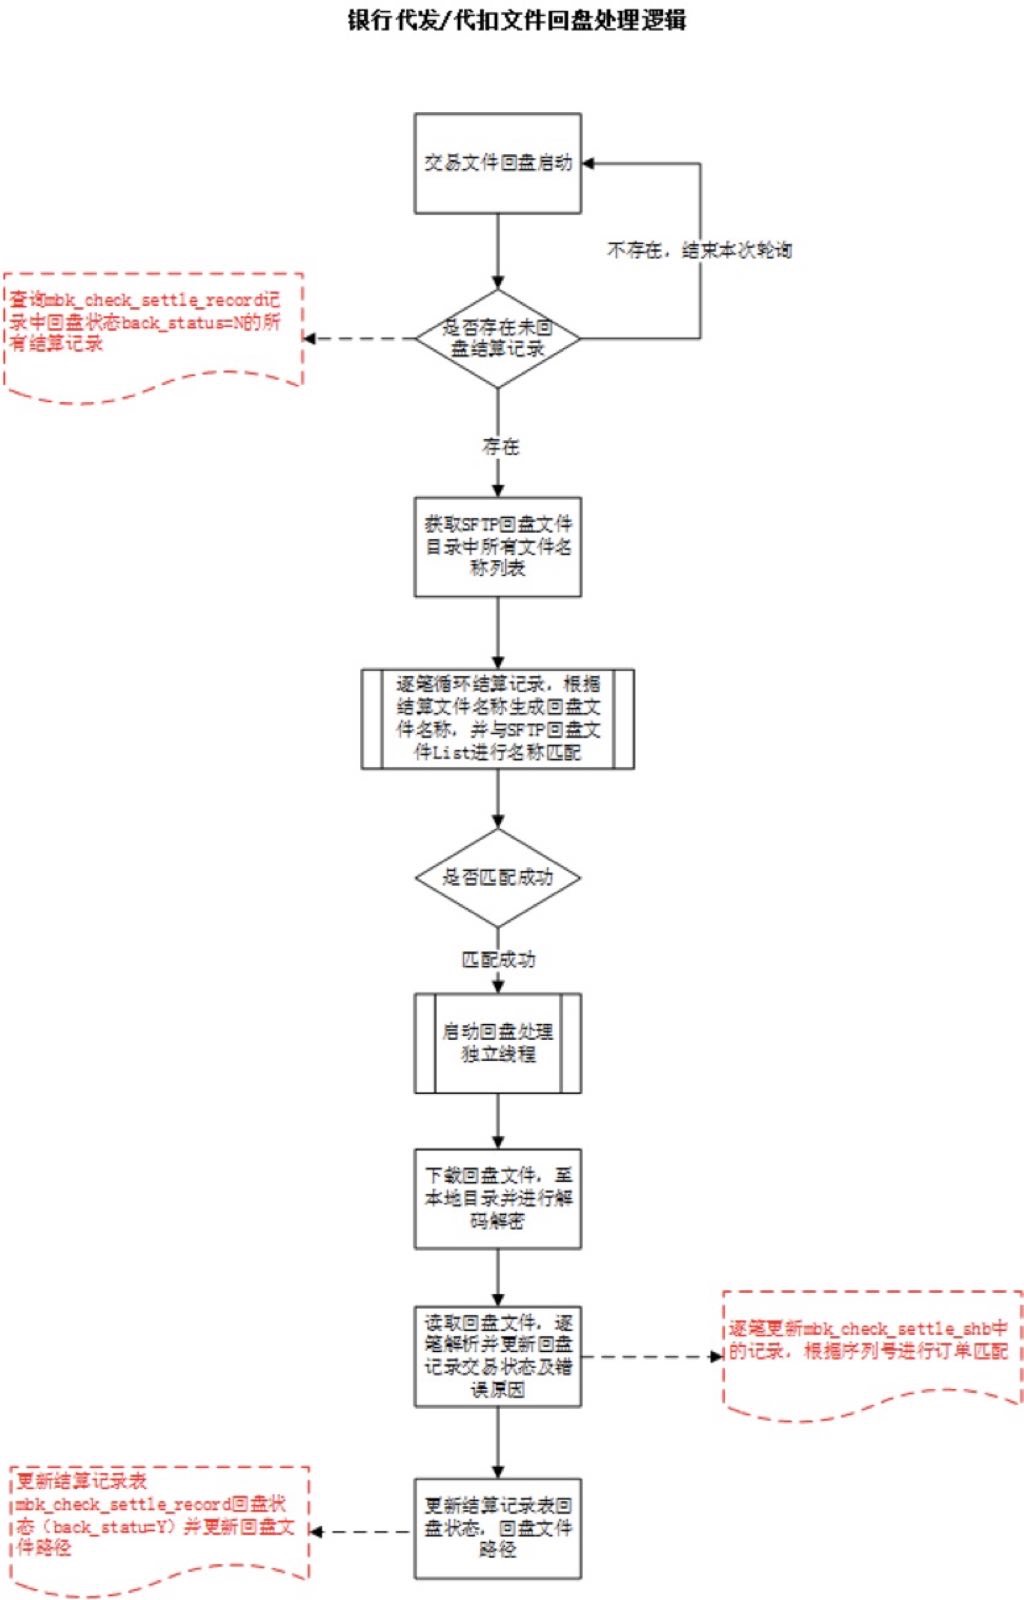 银行代发/代扣文件回盘处理逻辑
交易文件回盘启动
不存在，结束本次轮询
查询mbk_check_settle_record记
录中回盘状态back_status=N的所
有结算记录
是否存在未回
盘结算记录
存在
获取SFTP回盘文件
目录中所有文件名
称列表
逐笔循环结算记录，根据
结算文件名称生成回盘文
件名称，并与SFTP回盘文
件List进行名称匹配
是否匹配成功
匹配成功
启动回盘处理
独立线程
下载回盘文件，至
本地目录并进行解
码解密
读取回盘文件，逐
笔解析并更新回盘
记录交易状态及错
误原因
逐笔更新mbk_check_settle_shb中
的记录，根据序列号进行订单匹配
更新结算记录表
mbk_check_settle_record回盘状
态（back_statu=Y）并更新回盘文
件路径
更新结算记录表回
盘状态，回盘文件
路径